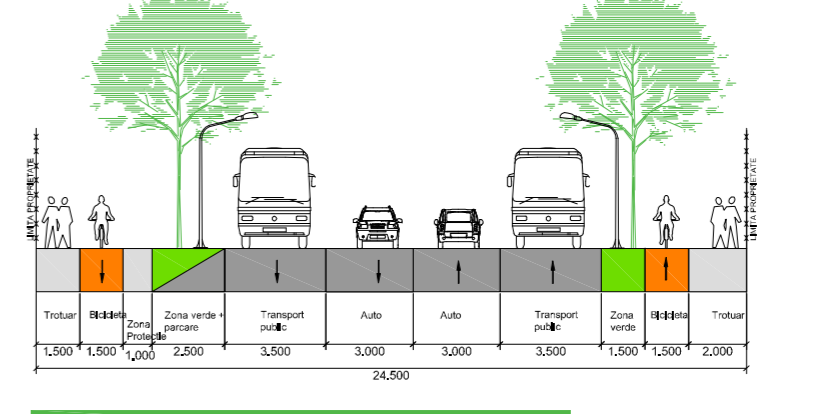 LIMITA PROPRIETATE
LIMITA PROPRIETATE
Trotuar
Bicicleta
Zona
Protectie
Zona verde +
parcare
Transport
public
Auto
Auto
Transport
public
Zona
verde
Bicicleta
Trotuar
1.500
1.500
1.000
2.500
3.500
3.000
3.000
3.500
1.500
1.500
2.000
24.500